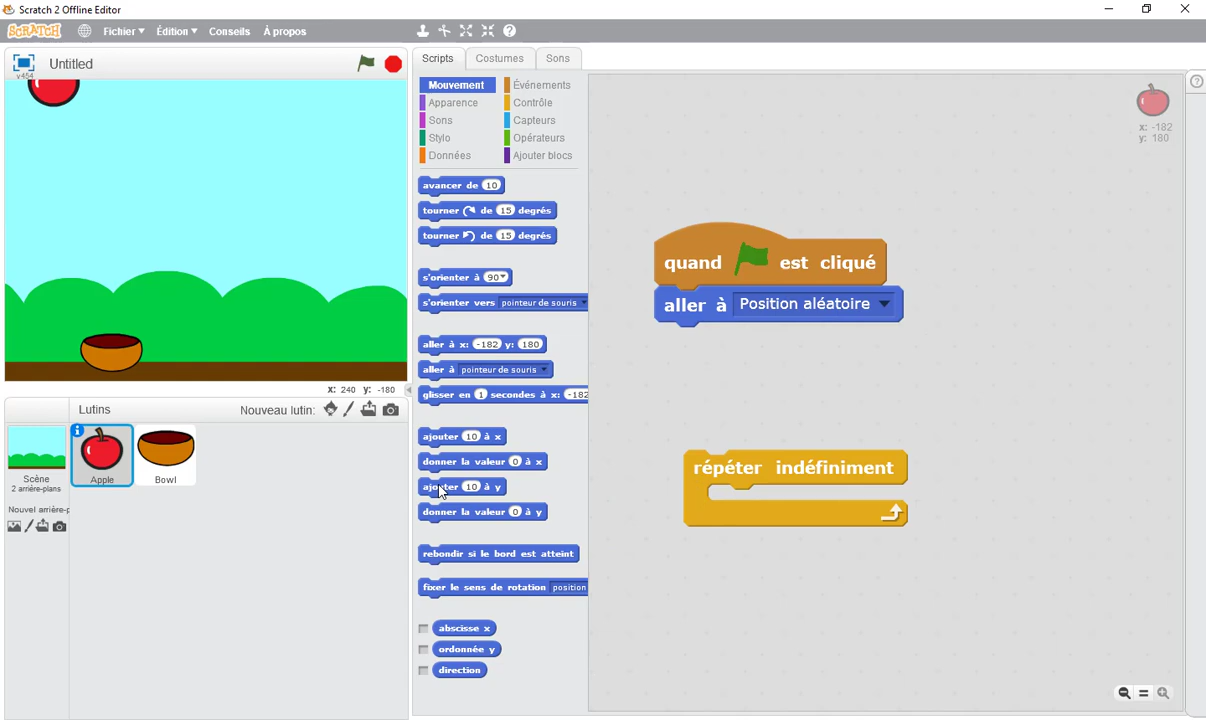 Scratch 2 Offline Editor
SCRATCH Fichier Édition Conseils À propos
v454
Untitled
Scripts Costumes Sons
Mouvement Événements
Apparence Contrôle
Sons Capteurs
Stylo Opérateurs
Données Ajouter blocs
avancer de 10
tourner de 15 degrés
tourner de 15 degrés
s'orienter à 90
s'orienter vers pointeur de souris
aller à x: -182 y: 180
aller à pointeur de souris
glisser en 1 secondes à x: -182
ajouter 10 à x
donner la valeur 0 à x
ajouter 10 à y
donner la valeur 0 à y
rebondir si le bord est atteint
fixer le sens de rotation position
abscisse x
ordonnée y
direction
x: -182
y: 180
quand est cliqué
aller à Position aléatoire
répéter indéfiniment
x: 240 y: -180
Lutins
Nouveau lutin:
Scène
2 arrière-plans
Apple
Bowl
Nouvel arrière-p